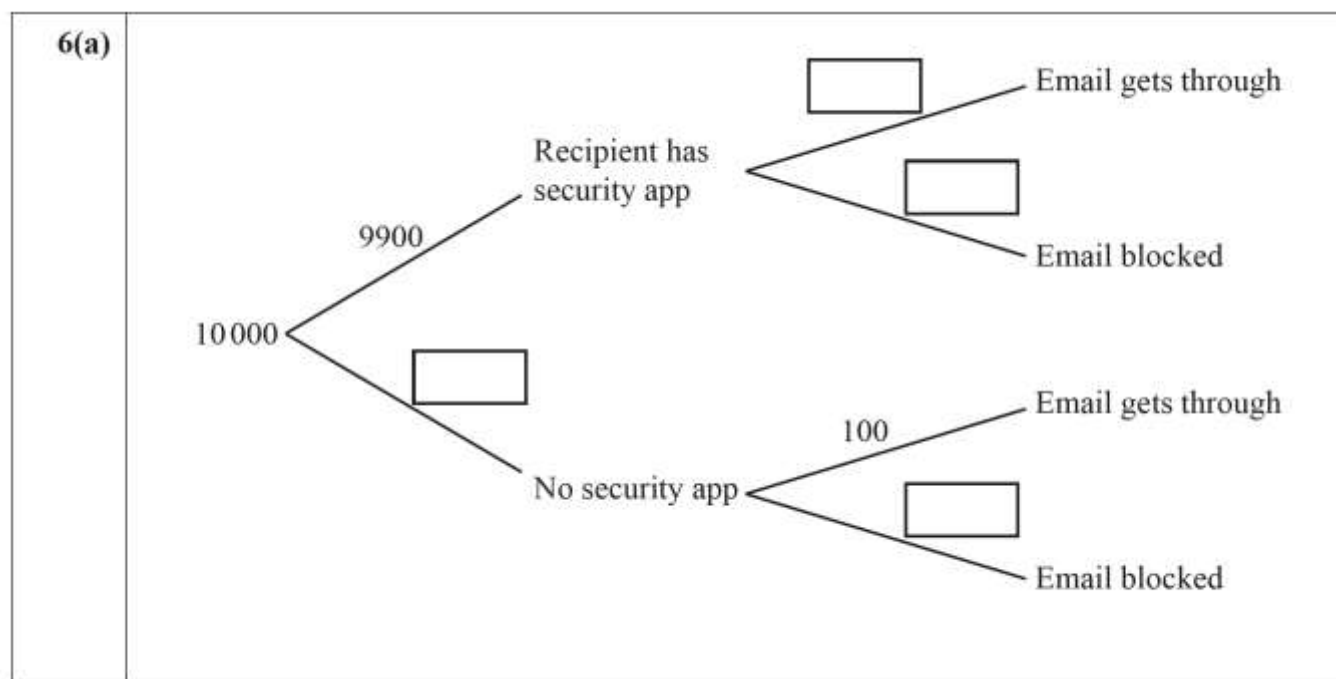 6(a)
Email gets through
Recipient has
security app
9900
Email blocked
10 000
Email gets through
100
No security app
Email blocked